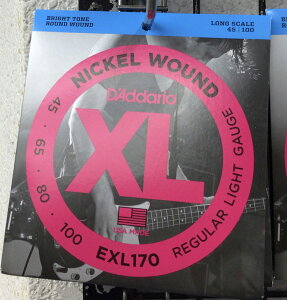 BRIGHT TONE
ROUND WOUND
LONG SCALE
45 | 100
NICKEL WOUND
D'Addario
XL
45 • 65 • 80 • 100
USA MADE
EXL170
REGULAR LIGHT GAUGE